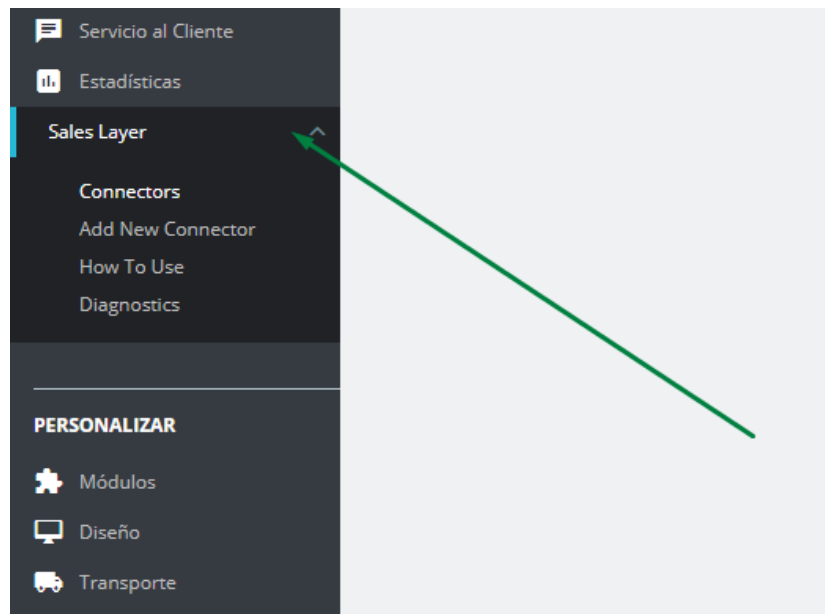 Servicio al Cliente
Estadísticas
Sales Layer
Connectors
Add New Connector
How To Use
Diagnostics
PERSONALIZAR
Módulos
Diseño
Transporte